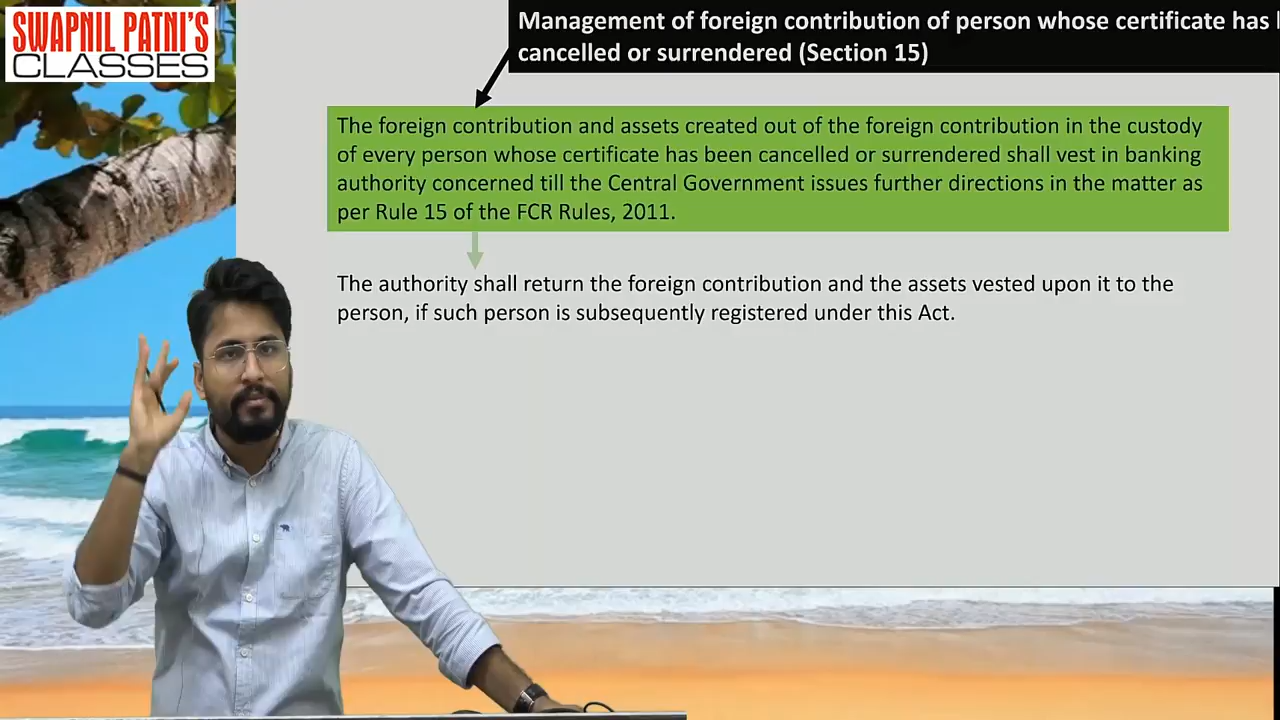 SWAPNIL PATNI'S
CLASSES
Management of foreign contribution of person whose certificate has
cancelled or surrendered (Section 15)
The foreign contribution and assets created out of the foreign contribution in the custody
of every person whose certificate has been cancelled or surrendered shall vest in banking
authority concerned till the Central Government issues further directions in the matter as
per Rule 15 of the FCR Rules, 2011.
The authority shall return the foreign contribution and the assets vested upon it to the
person, if such person is subsequently registered under this Act.